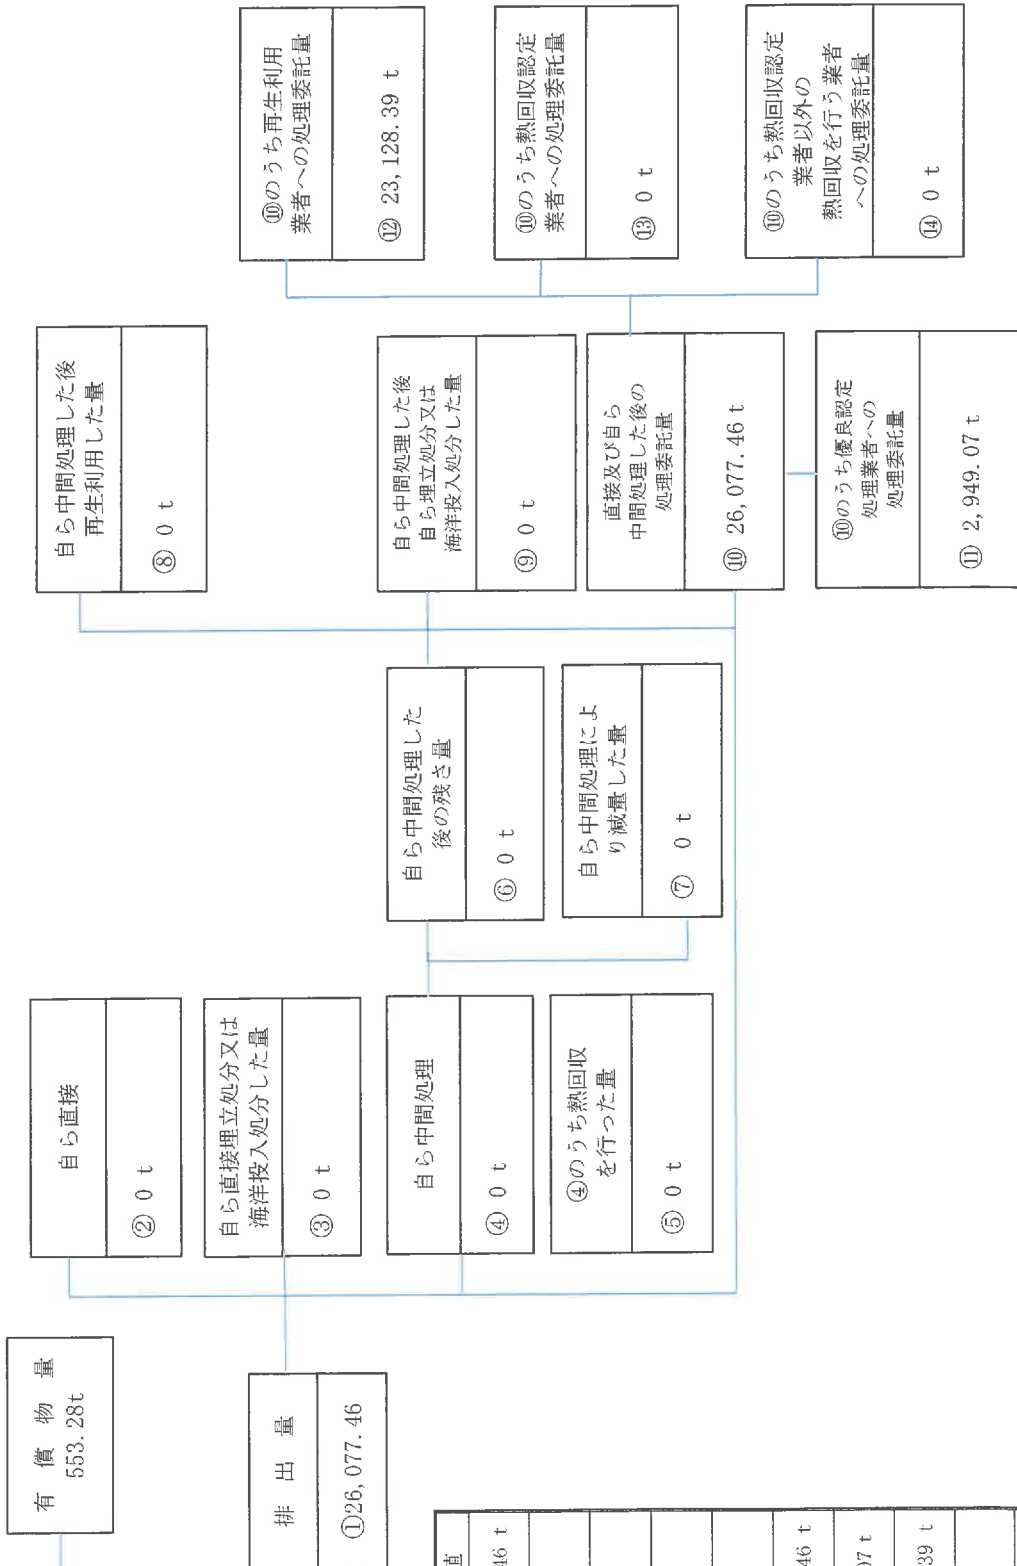 有償物量
553.28t
排出量
①26,077.46
自ら直接
② 0 t
自ら直接埋立処分又は
海洋投入処分した量
③ 0 t
自ら中間処理
④ 0 t
④のうち熱回収
を行った量
⑤ 0 t
自ら中間処理した
後の残さ量
⑥ 0 t
自ら中間処理によ
り減量した量
⑦ 0 t
自ら中間処理した後
再生利用した量
⑧ 0 t
自ら中間処理した後
自ら埋立処分又は
海洋投入処分した量
⑨ 0 t
直接及び自ら
中間処理した後の
処理委託量
⑩ 26,077.46 t
⑩のうち優良認定
処理業者への
処理委託量
⑪ 2,949.07 t
⑩のうち再生利用
業者への処理委託量
⑫ 23,128.39 t
⑩のうち熱回収認定
業者への処理委託量
⑬ 0 t
⑩のうち熱回収認定
業者以外の
熱回収を行う業者
への処理委託量
⑭ 0 t
値
46 t
46 t
07 t
39 t